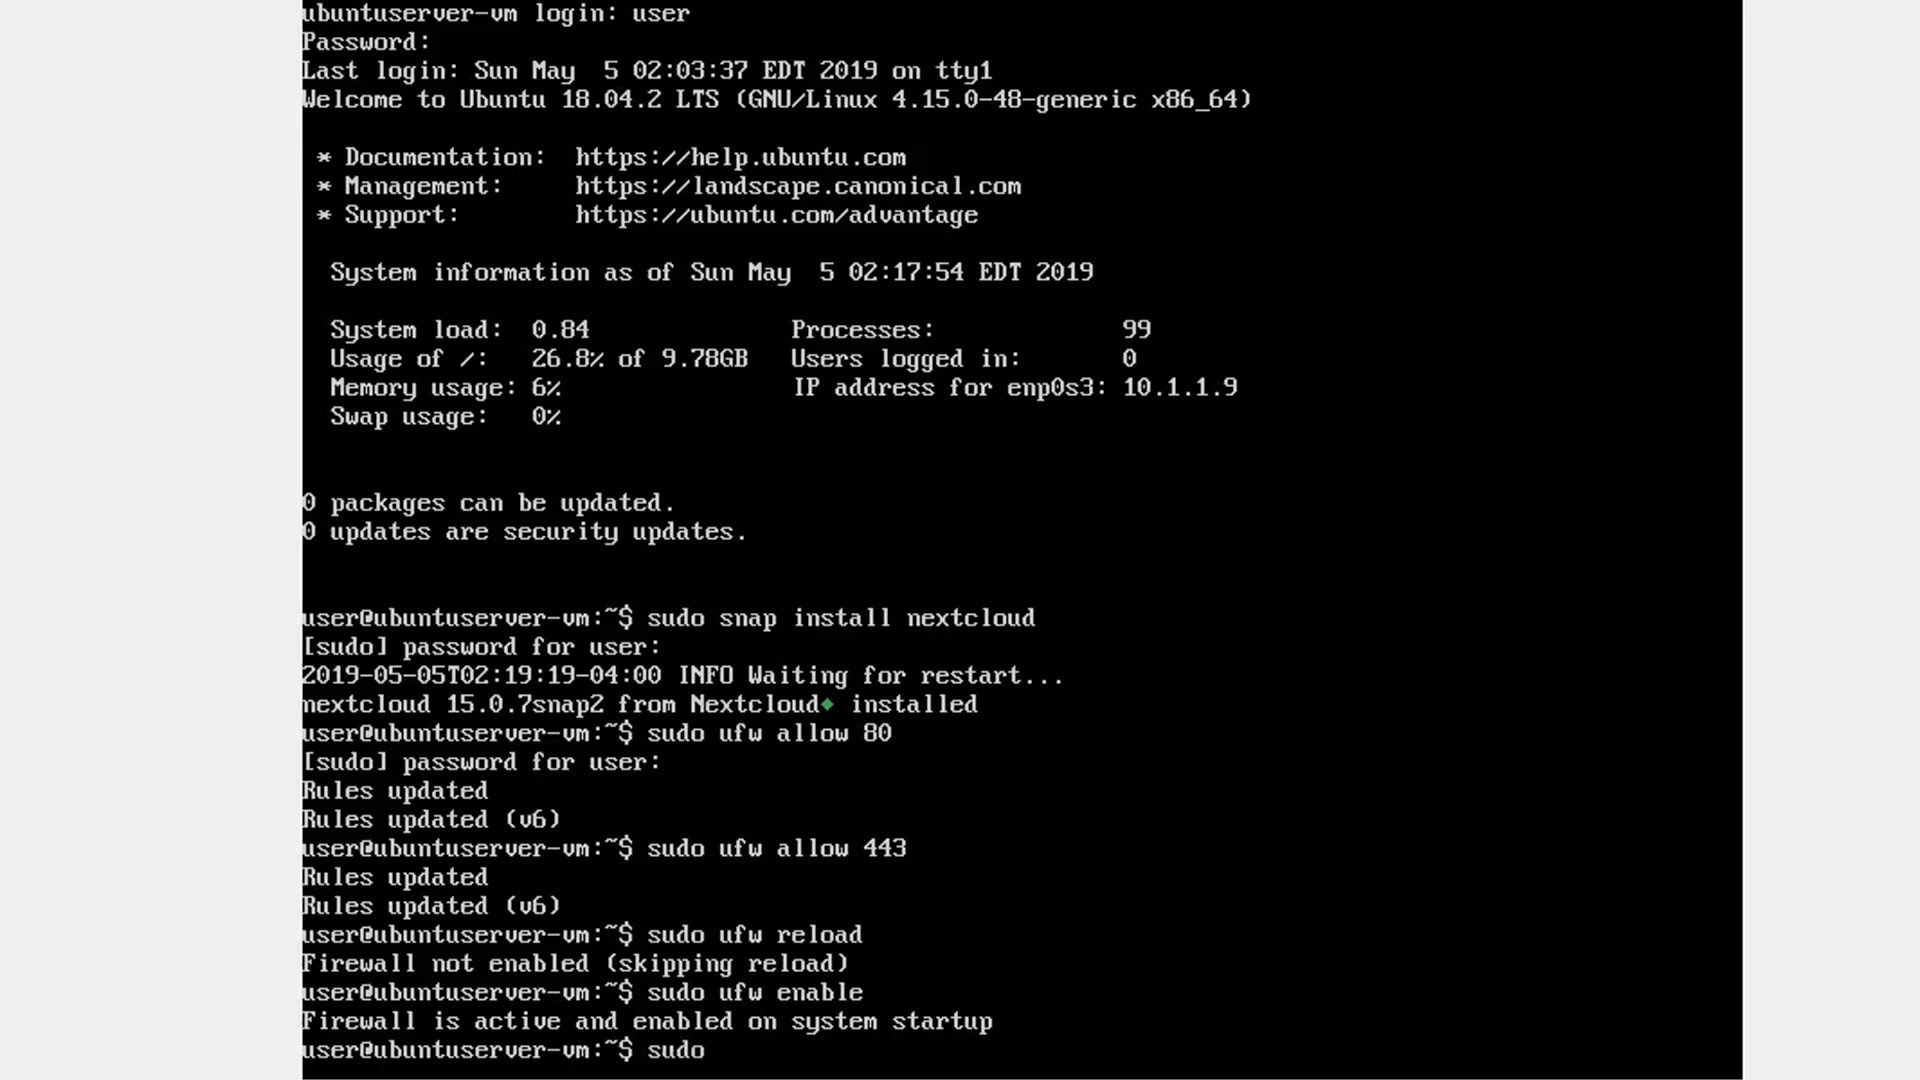 ubuntuserver-vm login: user
Password:
Last login: Sun May  5 02:03:37 EDT 2019 on tty1
Welcome to Ubuntu 18.04.2 LTS (GNU/Linux 4.15.0-48-generic x86_64)
* Documentation:  https://help.ubuntu.com
* Management:     https://landscape.canonical.com
* Support:        https://ubuntu.com/advantage
System information as of Sun May  5 02:17:54 EDT 2019
System load:  0.84              Processes:             99
Usage of /:   26.8% of 9.78GB   Users logged in:       0
Memory usage: 6%                IP address for enp0s3: 10.1.1.9
Swap usage:   0%
0 packages can be updated.
0 updates are security updates.
user@ubuntuserver-vm:~$ sudo snap install nextcloud
[sudo] password for user:
2019-05-05T02:19:19-04:00 INFO Waiting for restart...
nextcloud 15.0.7snap2 from Nextcloud♦ installed
user@ubuntuserver-vm:~$ sudo ufw allow 80
[sudo] password for user:
Rules updated
Rules updated (v6)
user@ubuntuserver-vm:~$ sudo ufw allow 443
Rules updated
Rules updated (v6)
user@ubuntuserver-vm:~$ sudo ufw reload
Firewall not enabled (skipping reload)
user@ubuntuserver-vm:~$ sudo ufw enable
Firewall is active and enabled on system startup
user@ubuntuserver-vm:~$ sudo